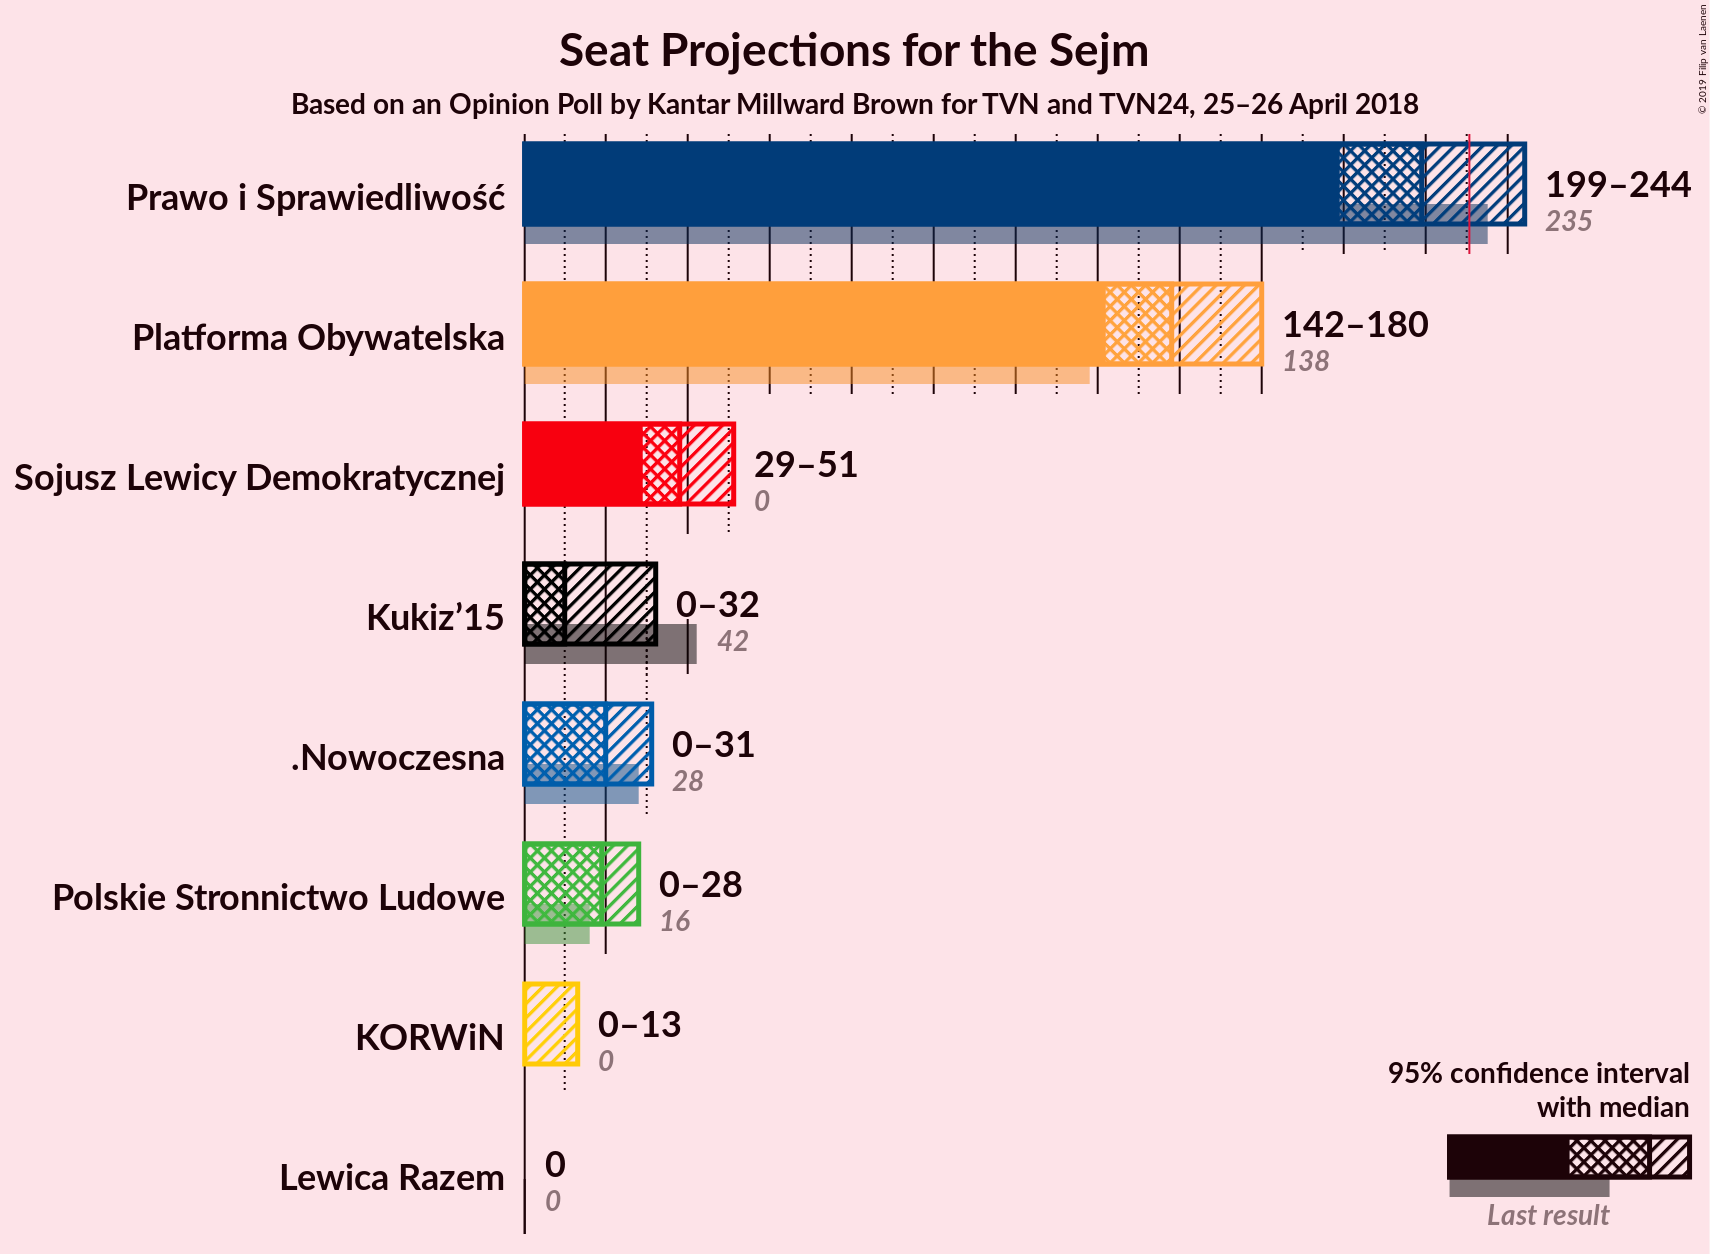 Seat Projections for the Sejm
Based on an Opinion Poll by Kantar Millward Brown for TVN and TVN24, 25–26 April 2018
© 2019 Filip van Laenen
Prawo i Sprawiedliwość
199–244
235
Platforma Obywatelska
142–180
138
Sojusz Lewicy Demokratycznej
29–51
0
Kukiz’15
0–32
42
.Nowoczesna
0–31
28
Polskie Stronnictwo Ludowe
0–28
16
KORWiN
0–13
0
Lewica Razem
0
0
95% confidence interval
with median
Last result